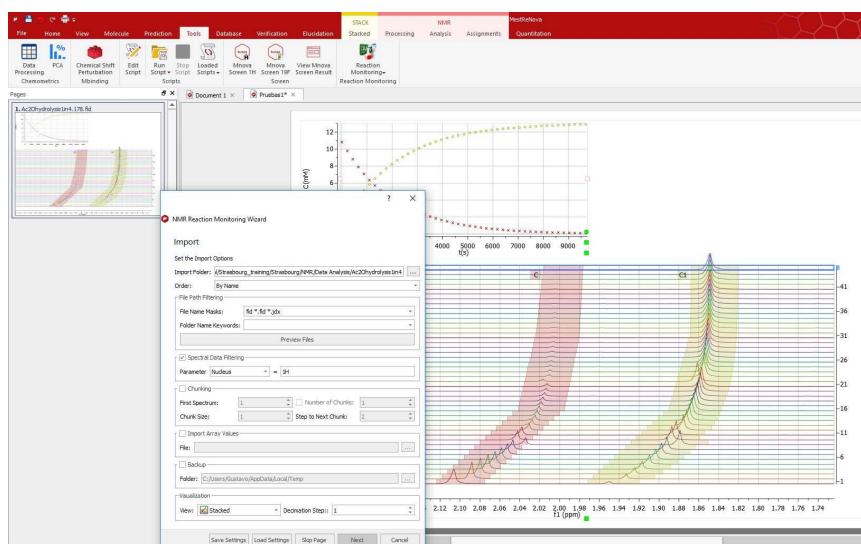 STACK NMR MestReNova
File Home View Molecule Prediction Tools Database Verification Elucidation Stacked Processing Analysis Assignments Quantitation
Data Processing PCA Chemical Shift Perturbation Edit Script Run Script Stop Script Loaded Scripts Mnova Screen 1H Mnova Screen 19F View Mnova Screen Result Reaction Monitoring
Chemometrics Mbinding Scripts Screen Reaction Monitoring
Pages Document 1 × Pruebas1* ×
1. Ac2Ohydrolysis1in4.178.fid
12
10
8
6
C(mM)
4000 5000 6000 7000 8000 9000
t(s)
C C1
41
36
31
26
21
16
11
6
1
2.12 2.10 2.08 2.06 2.04 2.02 2.00 1.98 1.96 1.94 1.92 1.90 1.88 1.86 1.84 1.82 1.80 1.78 1.76 1.74
f1 (ppm)
? ×
NMR Reaction Monitoring Wizard
Import
Set the Import Options
Import Folder: i/Strasbourg_training/Strasbourg/NMR/Data Analysis/Ac2Ohydrolysis1in4 ...
Order: By Name
File Path Filtering
File Name Masks: fid *.fid *.jdx
Folder Name Keywords:
Preview Files
Spectral Data Filtering
Parameter Nucleus = 1H
Chunking
First Spectrum: 1 Number of Chunks: 1
Chunk Size: 1 Step to Next Chunk: 2
Import Array Values
File: ...
Backup
Folder: C:/Users/Gustavo/AppData/Local/Temp ...
Visualization
View: Stacked Decimation Step: 1
Save Settings Load Settings Skip Page Next Cancel